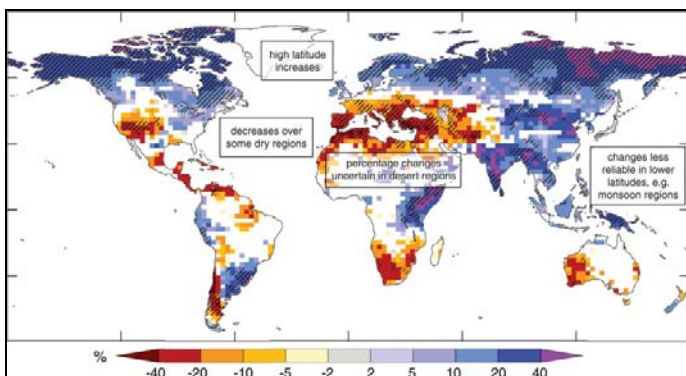 high latitude
increases
decreases over
some dry regions
percentage changes
uncertain in desert regions
changes less
reliable in lower
latitudes, e.g.
monsoon regions
% -40 -20 -10 -5 -2 2 5 10 20 40